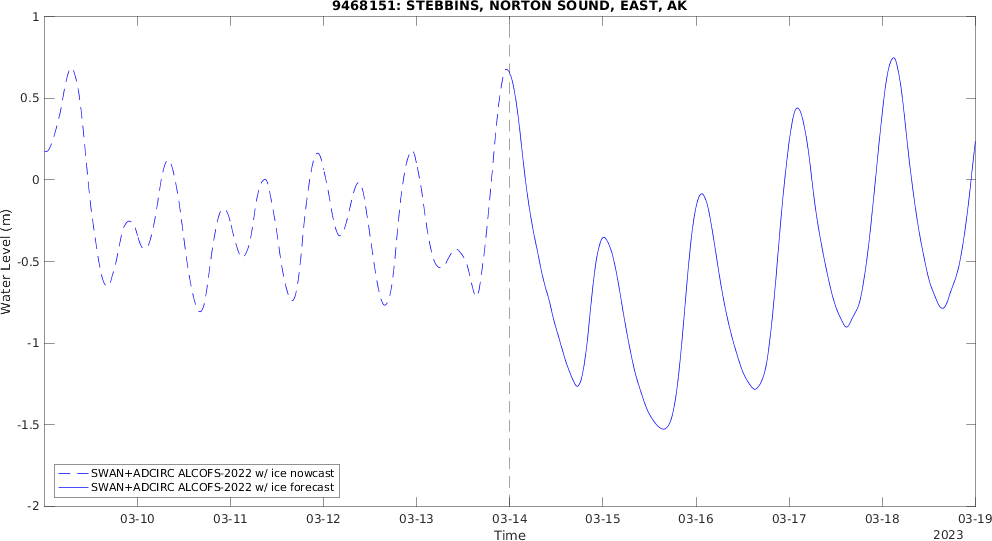 9468151: STEBBINS, NORTON SOUND, EAST, AK
Water Level (m)
1
0.5
0
-0.5
-1
-1.5
-2
SWAN+ADCIRC ALCOFS-2022 w/ ice nowcast
SWAN+ADCIRC ALCOFS-2022 w/ ice forecast
03-10 03-11 03-12 03-13 03-14 03-15 03-16 03-17 03-18 03-19
Time
2023